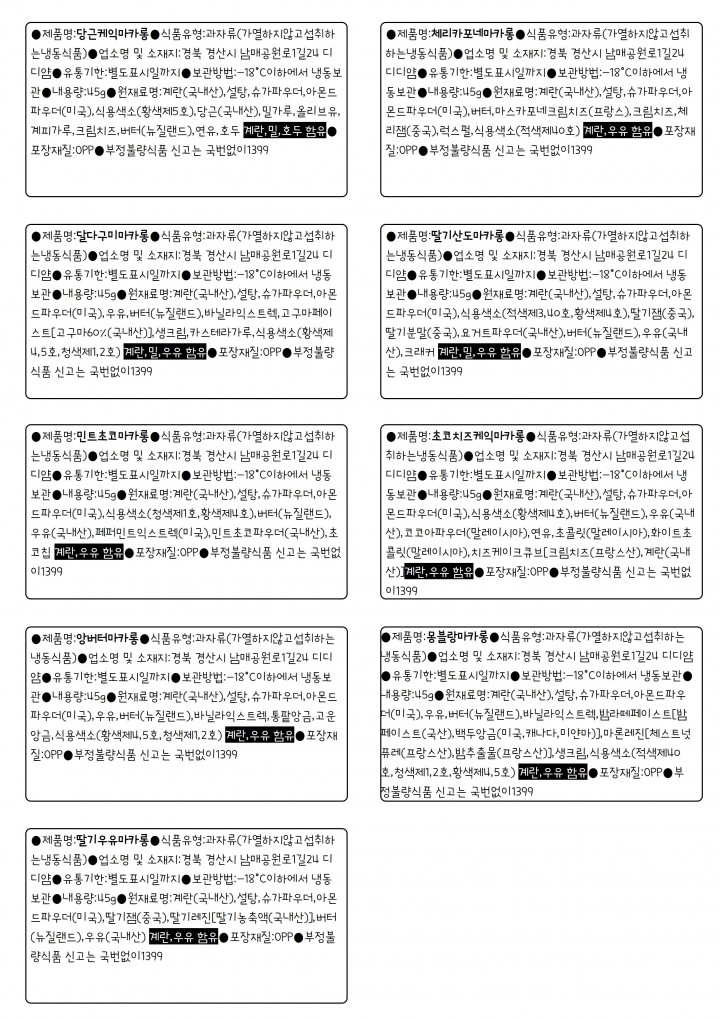 ●제품명:당근케익마카롱●식품유형:과자류(가열하지않고섭취하
는냉동식품)●업소명 및 소재지:경북 경산시 남매공원로1길24 디
디얌●유통기한:별도표시일까지●보관방법:-18°C이하에서 냉동보
관●내용량:45g●원재료명:계란(국내산),설탕,슈가파우더,아몬드
파우더(미국),식용색소(황색제5호),당근(국내산),밀가루,올리브유,
계피가루,크림치즈,버터(뉴질랜드),연유,호두 계란,밀,호두 함유●
포장재질:OPP●부정불량식품 신고는 국번없이1399
●제품명:체리카포네마카롱●식품유형:과자류(가열하지않고섭취
하는냉동식품)●업소명 및 소재지:경북 경산시 남매공원로1길24
디디얌●유통기한:별도표시일까지●보관방법:-18°C이하에서 냉동
보관●내용량:45g●원재료명:계란(국내산),설탕,슈가파우더,아몬
드파우더(미국),버터,마스카포네크림치즈(프랑스),크림치즈,체
리잼(중국),럭스펄,식용색소(적색제40호) 계란,우유 함유●포장재
질:OPP●부정불량식품 신고는 국번없이1399
●제품명:달다구미마카롱●식품유형:과자류(가열하지않고섭취하
는냉동식품)●업소명 및 소재지:경북 경산시 남매공원로1길24 디
디얌●유통기한:별도표시일까지●보관방법:-18°C이하에서 냉동
보관●내용량:45g●원재료명:계란(국내산),설탕,슈가파우더,아몬
드파우더(미국),우유,버터(뉴질랜드),바닐라익스트렉,고구마페이
스트[고구마60%(국내산)],생크림,카스테라가루,식용색소(황색제
4,5호,청색제1,2호) 계란,밀,우유 함유●포장재질:OPP●부정불량
식품 신고는 국번없이1399
●제품명:딸기산도마카롱●식품유형:과자류(가열하지않고섭취하
는냉동식품)●업소명 및 소재지:경북 경산시 남매공원로1길24 디
디얌●유통기한:별도표시일까지●보관방법:-18°C이하에서 냉동
보관●내용량:45g●원재료명:계란(국내산),설탕,슈가파우더,아몬
드파우더(미국),식용색소(적색제3,40호,황색제4호),딸기잼(중국),
딸기분말(중국),요거트파우더(국내산),버터(뉴질랜드),우유(국내
산),크래커 계란,밀,우유 함유●포장재질:OPP●부정불량식품 신고
는 국번없이1399
●제품명:민트초코마카롱●식품유형:과자류(가열하지않고섭취하
는냉동식품)●업소명 및 소재지:경북 경산시 남매공원로1길24 디
디얌●유통기한:별도표시일까지●보관방법:-18°C이하에서 냉동
보관●내용량:45g●원재료명:계란(국내산),설탕,슈가파우더,아몬
드파우더(미국),식용색소(청색제1호,황색제4호),버터(뉴질랜드),
우유(국내산),페퍼민트익스트렉(미국),민트초코파우더(국내산),초
코칩 계란,우유 함유●포장재질:OPP●부정불량식품 신고는 국번없
이1399
●제품명:초코치즈케익마카롱●식품유형:과자류(가열하지않고섭
취하는냉동식품)●업소명 및 소재지:경북 경산시 남매공원로1길24
디디얌●유통기한:별도표시일까지●보관방법:-18°C이하에서 냉
동보관●내용량:45g●원재료명:계란(국내산),설탕,슈가파우더,아
몬드파우더(미국),식용색소(황색제4호),버터(뉴질랜드),우유(국내
산),코코아파우더(말레이시아),연유,초콜릿(말레이시아),화이트초
콜릿(말레이시아),치즈케이크큐브[크림치즈(프랑스산),계란(국내
산)]계란,우유 함유●포장재질:OPP●부정불량식품 신고는 국번없
이1399
●제품명:앙버터마카롱●식품유형:과자류(가열하지않고섭취하는
냉동식품)●업소명 및 소재지:경북 경산시 남매공원로1길24 디디
얌●유통기한:별도표시일까지●보관방법:-18°C이하에서 냉동보
관●내용량:45g●원재료명:계란(국내산),설탕,슈가파우더,아몬드
파우더(미국),우유,버터(뉴질랜드),바닐라익스트렉,통팥앙금,고운
앙금,식용색소(황색제4,5호,청색제1,2호) 계란,우유 함유●포장재
질:OPP●부정불량식품 신고는 국번없이1399
●제품명:몽블랑마카롱●식품유형:과자류(가열하지않고섭취하는
냉동식품)●업소명 및 소재지:경북 경산시 남매공원로1길24 디디얌
●유통기한:별도표시일까지●보관방법:-18°C이하에서 냉동보관●
내용량:45g●원재료명:계란(국내산),설탕,슈가파우더,아몬드파우
더(미국),우유,버터(뉴질랜드),바닐라익스트렉,밤라떼페이스트[밤
페이스트(국산),백두앙금(미국,캐나다,미얀마)],마론레진[체스트넛
퓨레(프랑스산),밤추출물(프랑스산)],생크림,식용색소(적색제40
호,청색제1,2호,황색제4,5호) 계란,우유 함유●포장재질:OPP●부
정불량식품 신고는 국번없이1399
●제품명:딸기우유마카롱●식품유형:과자류(가열하지않고섭취하
는냉동식품)●업소명 및 소재지:경북 경산시 남매공원로1길24 디
디얌●유통기한:별도표시일까지●보관방법:-18°C이하에서 냉동
보관●내용량:45g●원재료명:계란(국내산),설탕,슈가파우더,아몬
드파우더(미국),딸기잼(중국),딸기레진[딸기농축액(국내산)],버터
(뉴질랜드),우유(국내산) 계란,우유 함유●포장재질:OPP●부정불
량식품 신고는 국번없이1399